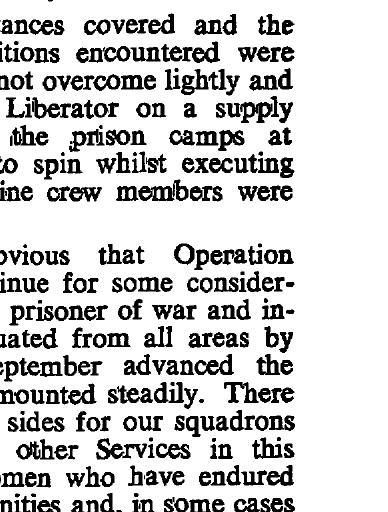 tances covered and the
itions encountered were
not overcome lightly and
Liberator on a supply
the prison camps at
to spin whilst executing
ine crew members were
bvious that Operation
inue for some consider-
prisoner of war and in-
uated from all areas by
eptember advanced the
mounted steadily. There
sides for our squadrons
other Services in this
omen who have endured
nities and, in some cases